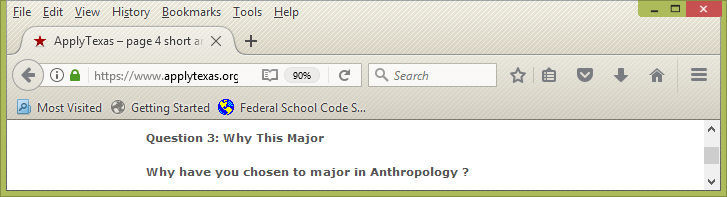 File Edit View History Bookmarks Tools Help
ApplyTexas – page 4 short a
https://www.applytexas.org 90% Search
Most Visited Getting Started Federal School Code S...
Question 3: Why This Major
Why have you chosen to major in Anthropology ?